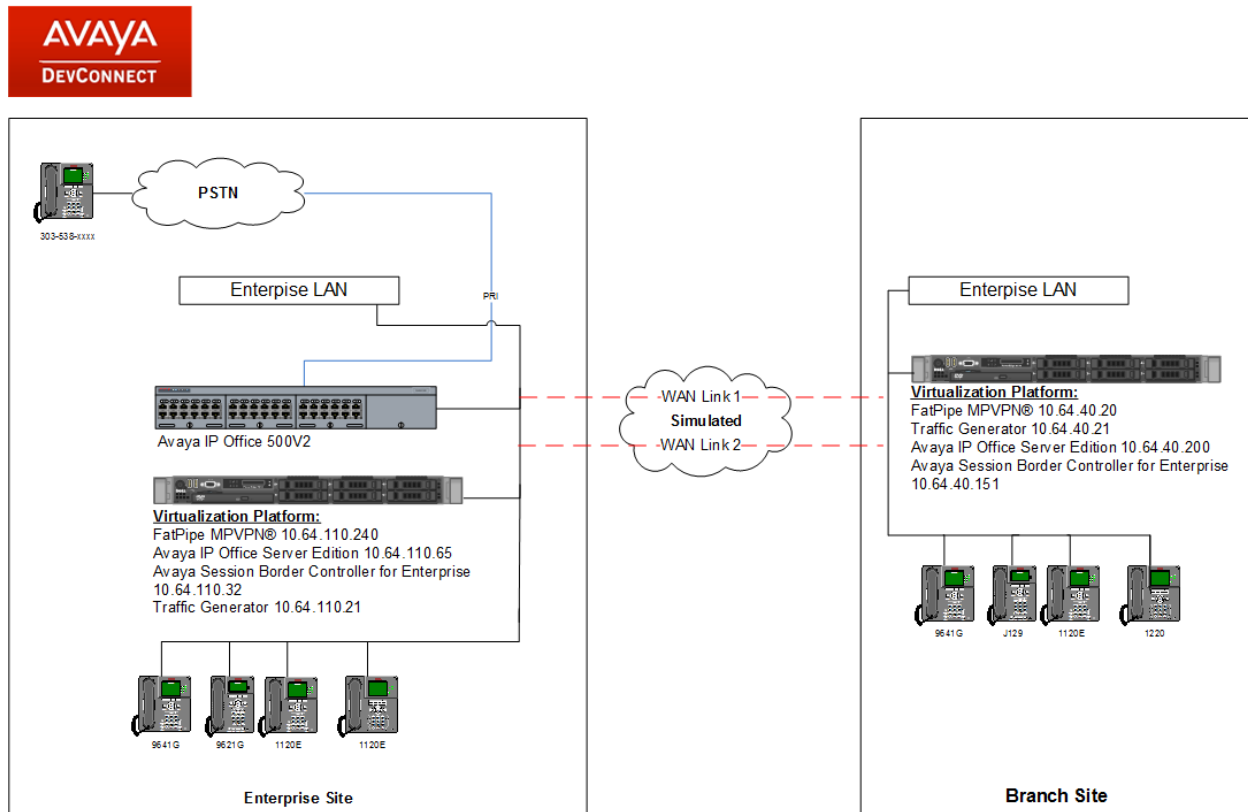 AVAYA
DEVCONNECT
PSTN
303-538-xxxx
Enterpise LAN
PRI
Avaya IP Office 500V2
Virtualization Platform:
FatPipe MPVPN® 10.64.110.240
Avaya IP Office Server Edition 10.64.110.65
Avaya Session Border Controller for Enterprise
10.64.110.32
Traffic Generator 10.64.110.21
9641G
9621G
1120E
1120E
Enterprise Site
WAN Link 1
Simulated
WAN Link 2
Enterpise LAN
Virtualization Platform:
FatPipe MPVPN® 10.64.40.20
Traffic Generator 10.64.40.21
Avaya IP Office Server Edition 10.64.40.200
Avaya Session Border Controller for Enterprise
10.64.40.151
9641G
J129
1120E
1220
Branch Site